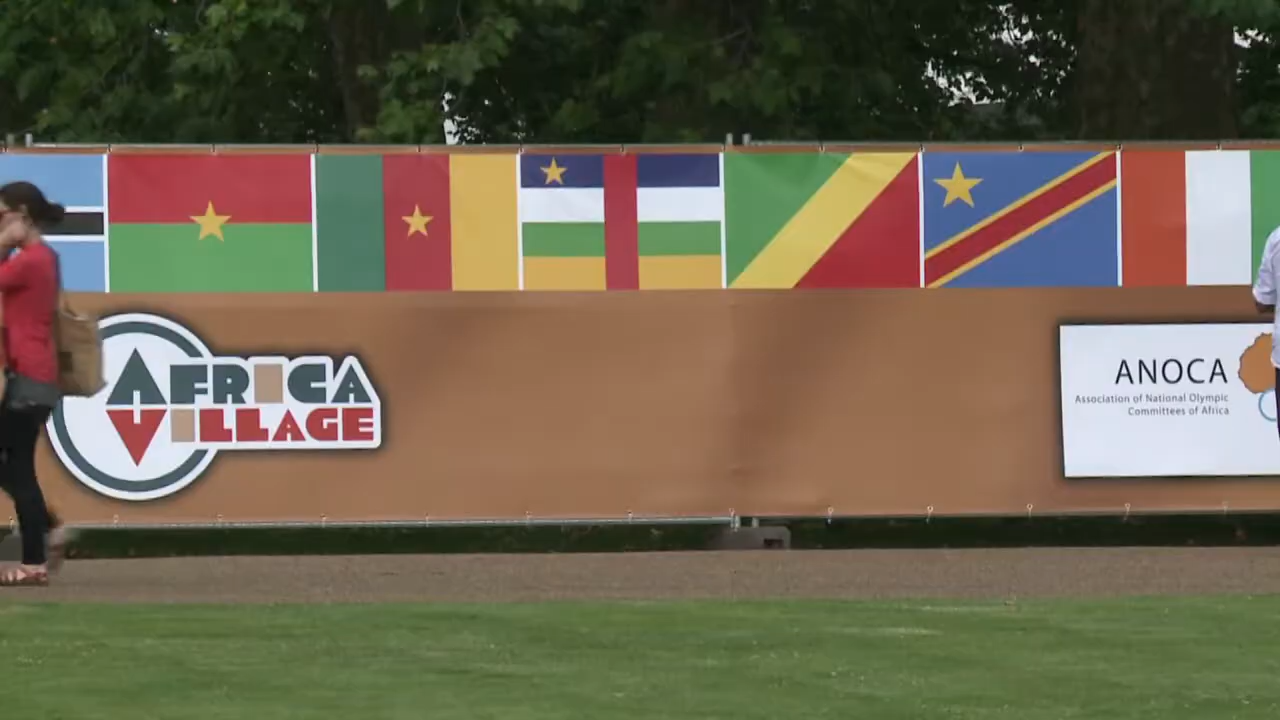 AFRICA
VILLAGE
ANOCA
Association of National Olympic
Committees of Africa